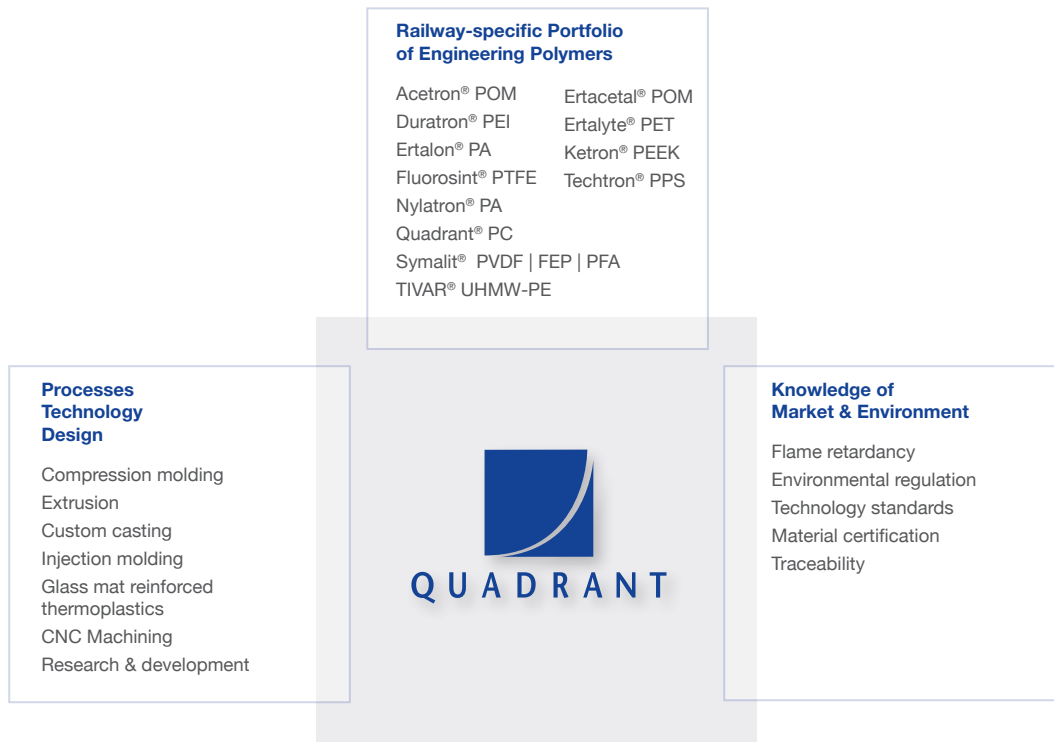 Railway-specific Portfolio
of Engineering Polymers
Acetron® POM
Duratron® PEI
Ertalon® PA
Fluorosint® PTFE
Nylatron® PA
Quadrant® PC
Symalit® PVDF | FEP | PFA
TIVAR® UHMW-PE
Ertacetal® POM
Ertalyte® PET
Ketron® PEEK
Techtron® PPS
Processes
Technology
Design
Compression molding
Extrusion
Custom casting
Injection molding
Glass mat reinforced
thermoplastics
CNC Machining
Research & development
QUADRANT
Knowledge of
Market & Environment
Flame retardancy
Environmental regulation
Technology standards
Material certification
Traceability